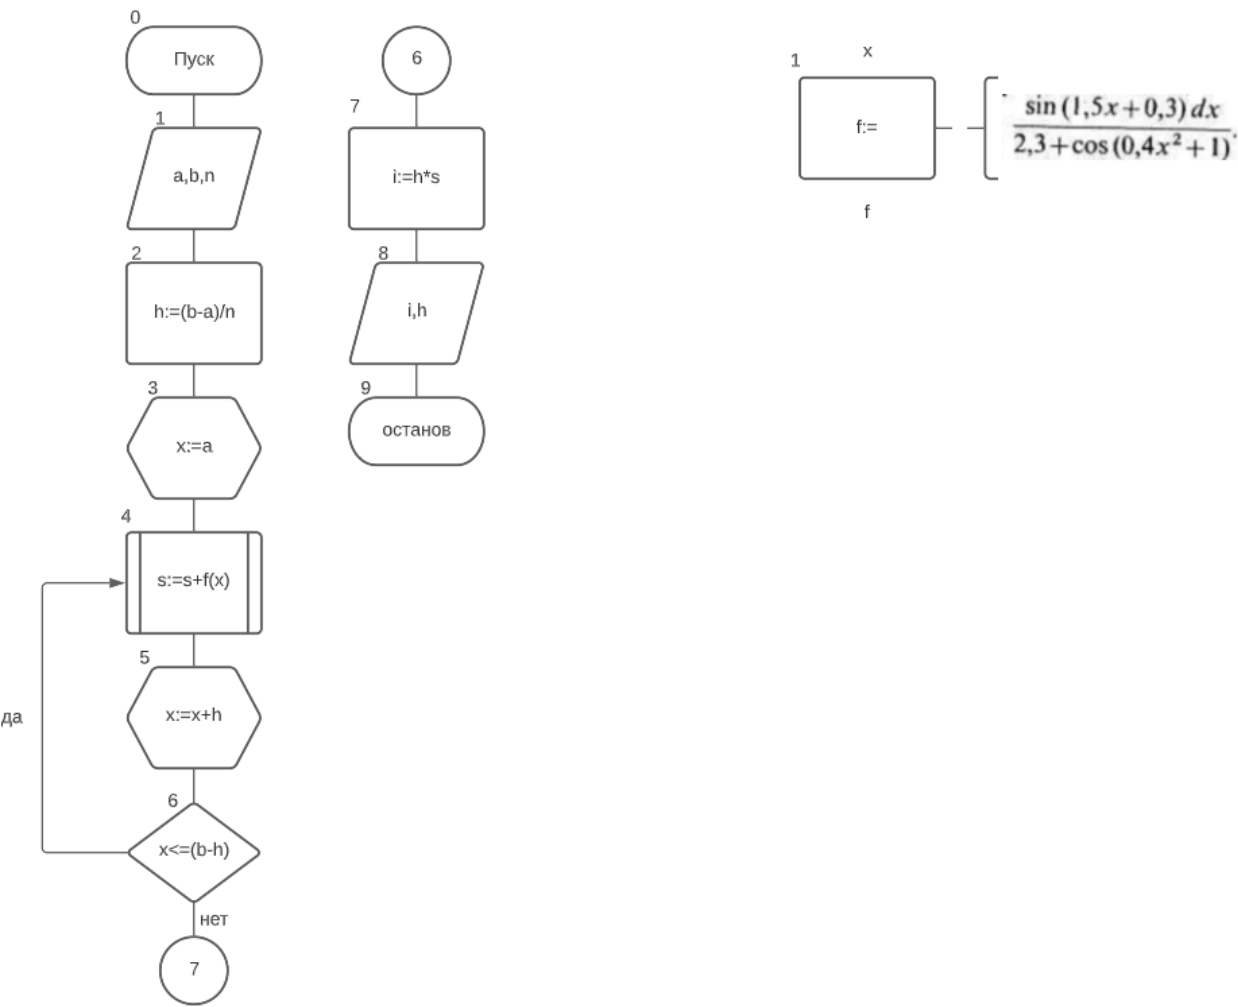 0
Пуск
1
a,b,n
2
h:=(b-a)/n
3
x:=a
4
s:=s+f(x)
5
x:=x+h
6
x<=(b-h)
да
нет
7
6
7
i:=h*s
8
i,h
9
останов
x
1
f:=
sin (1,5x+0,3) dx
2,3+cos (0,4x²+1)
f